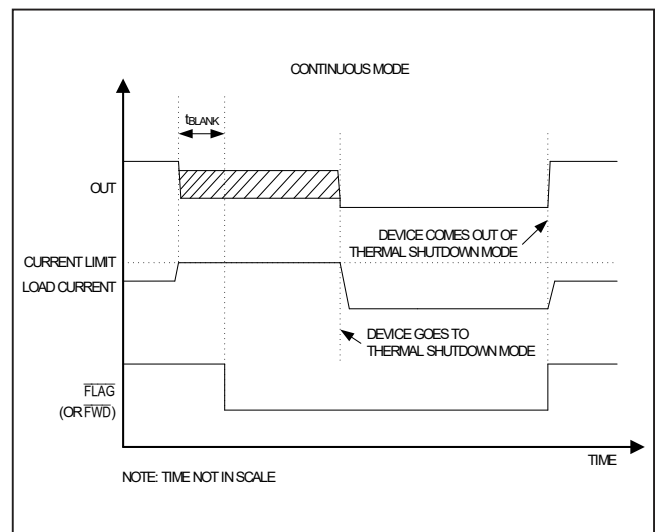 CONTINUOUS MODE
tBLANK
OUT
DEVICE COMES OUT OF
THERMAL SHUTDOWN MODE
CURRENT LIMIT
LOAD CURRENT
DEVICE GOES TO
THERMAL SHUTDOWN MODE
FLAG
(OR FWD)
TIME
NOTE: TIME NOT IN SCALE